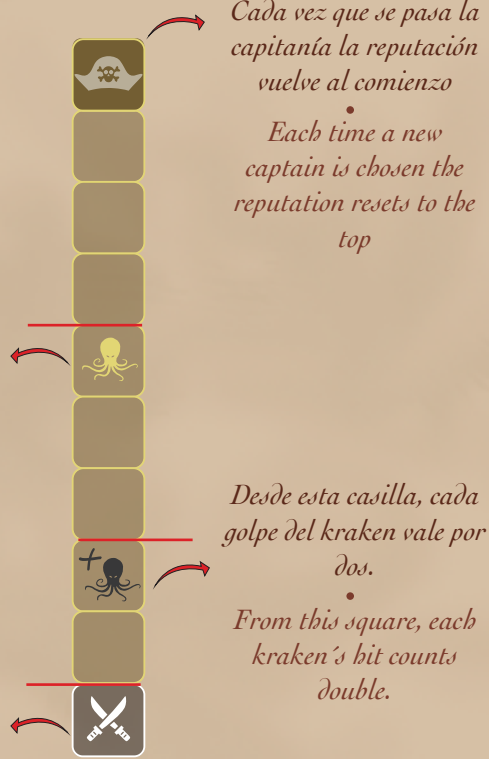 Cada vez que se pasa la
capitanía la reputación
vuelve al comienzo
•
Each time a new
captain is chosen the
reputation resets to the
top
+
Desde esta casilla, cada
golpe del kraken vale por
dos.
•
From this square, each
kraken´s hit counts
double.